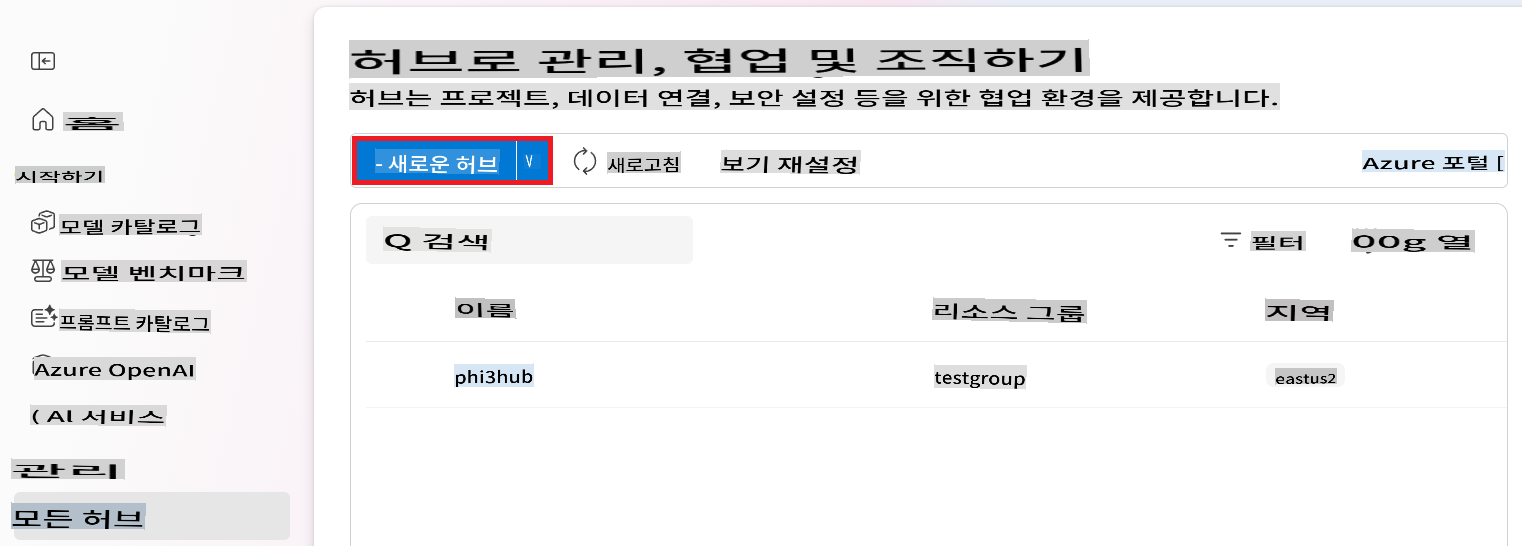 홈
시작하기
모델 카탈로그
모델 벤치마크
프롬프트 카탈로그
Azure OpenAI
( AI 서비스
관리
모든 허브
허브로 관리, 협업 및 조직하기
허브는 프로젝트, 데이터 연결, 보안 설정 등을 위한 협업 환경을 제공합니다.
- 새로운 허브 V 새로고침 보기 재설정 Azure 포털 [
Q 검색 필터 00g 열
이름 리소스 그룹 지역
phi3hub testgroup eastus2